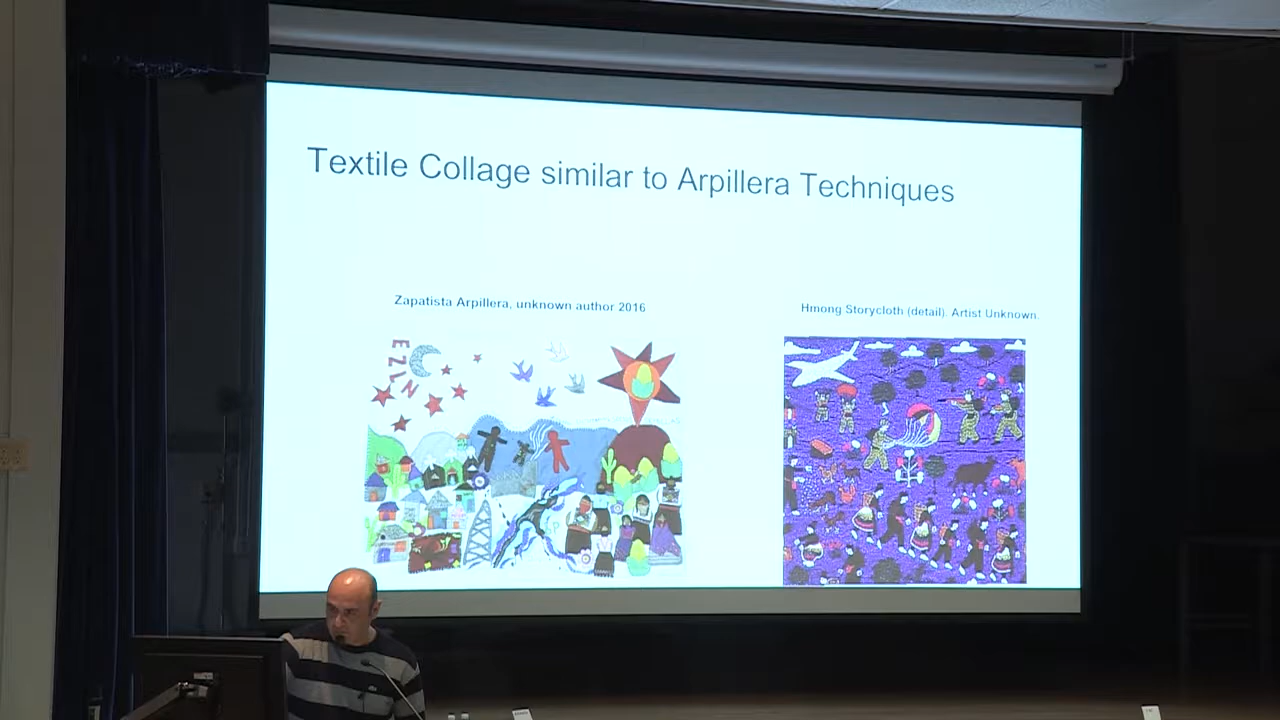 Textile Collage similar to Arpillera Techniques
Zapatista Arpillera, unknown author 2016
Hmong Storycloth (detail). Artist Unknown.
EZLN